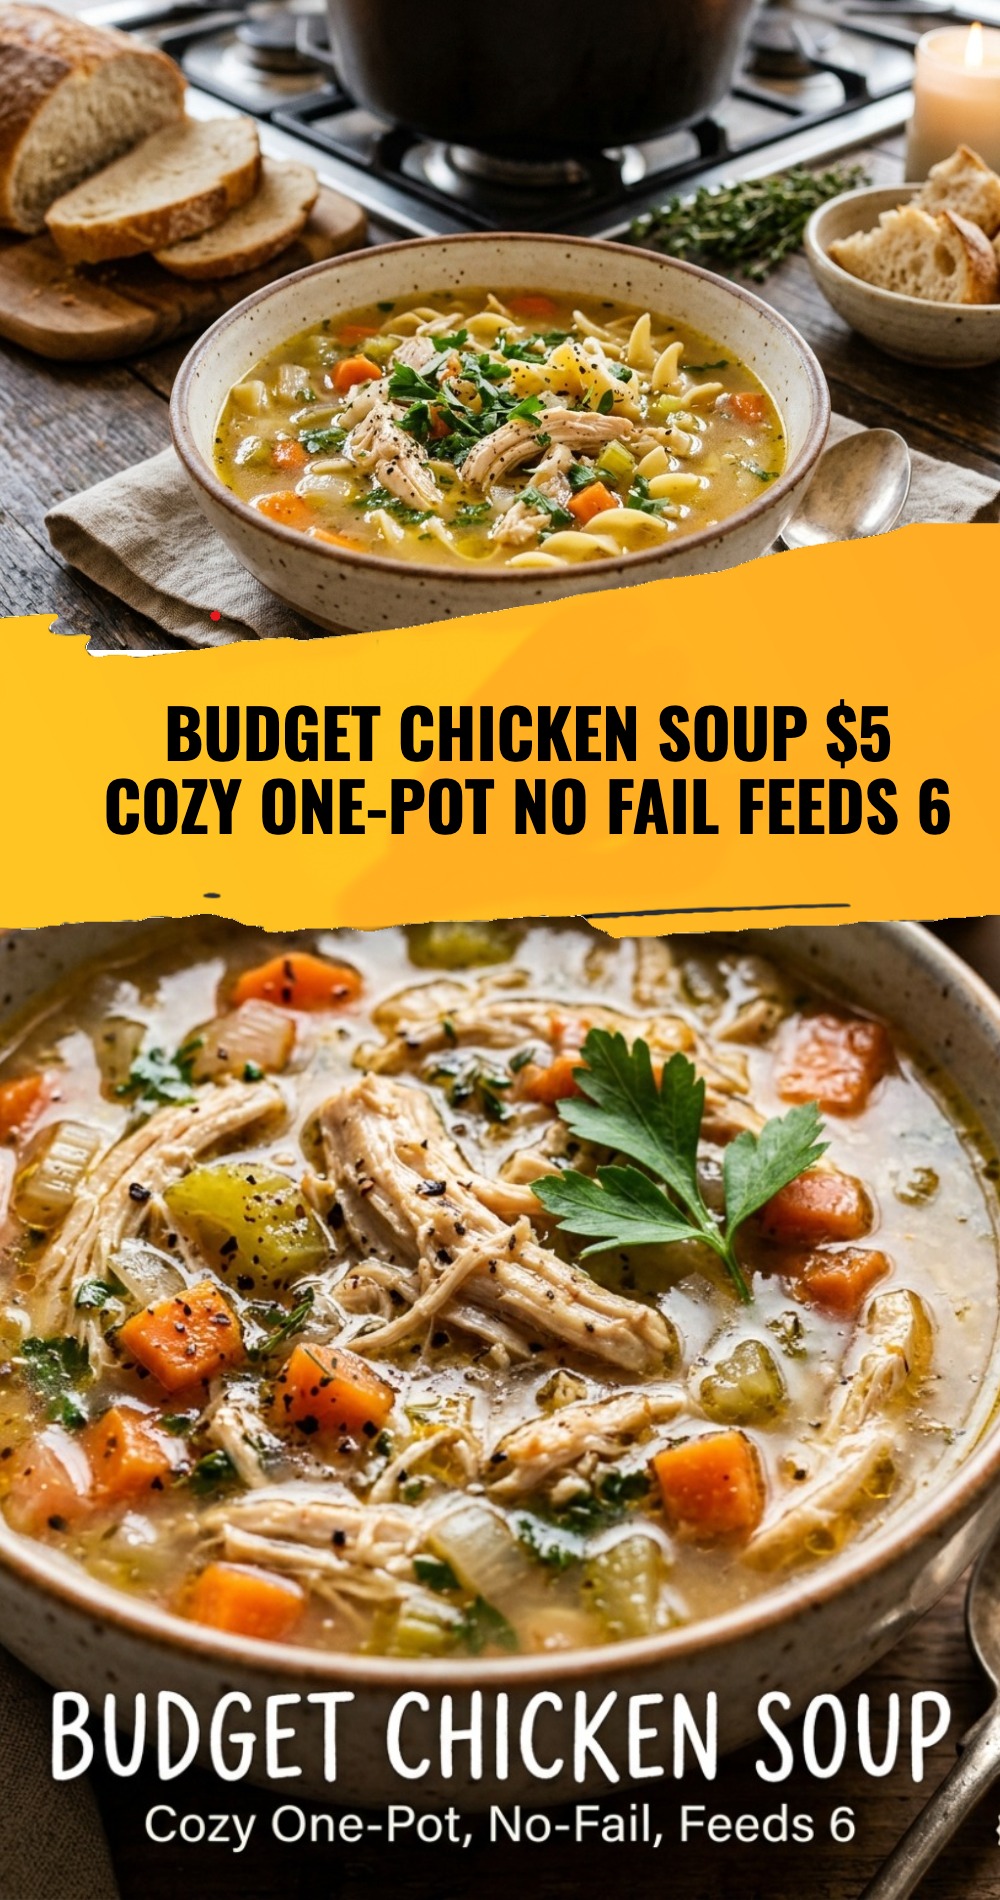 BUDGET CHICKEN SOUP $5
COZY ONE-POT NO FAIL FEEDS 6
BUDGET CHICKEN SOUP
Cozy One-Pot, No-Fail, Feeds 6